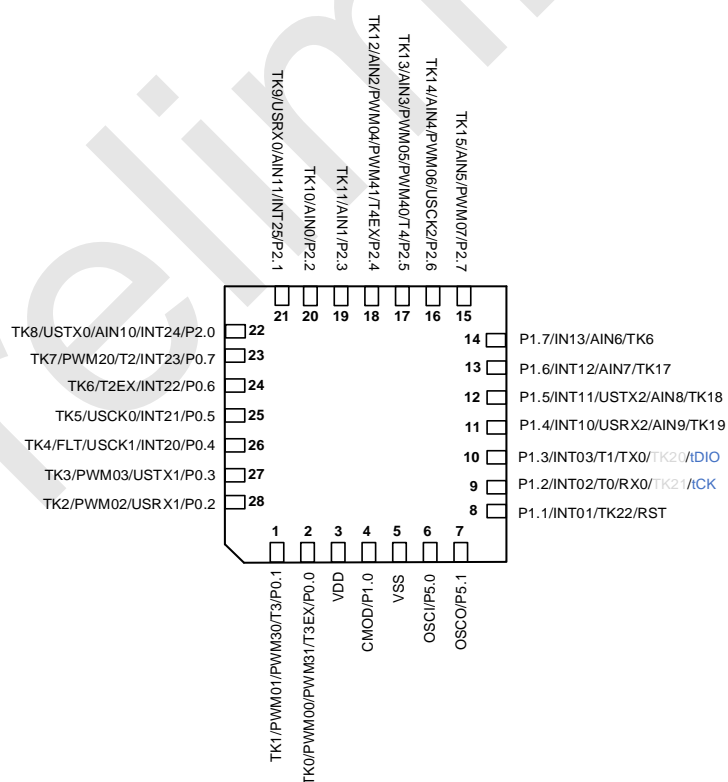 TK9/USRX0/AIN11/INT25/P2.1
TK10/AIN0/P2.2
TK11/AIN1/P2.3
TK12/AIN2/PWM04/PWM41/T4EX/P2.4
TK13/AIN3/PWM05/PWM40/T4/P2.5
TK14/AIN4/PWM06/USCK2/P2.6
TK15/AIN5/PWM07/P2.7
21 20 19 18 17 16 15
TK8/USTX0/AIN10/INT24/P2.0 22
TK7/PWM20/T2/INT23/P0.7 23
TK6/T2EX/INT22/P0.6 24
TK5/USCK0/INT21/P0.5 25
TK4/FLT/USCK1/INT20/P0.4 26
TK3/PWM03/USTX1/P0.3 27
TK2/PWM02/USRX1/P0.2 28
14 P1.7/IN13/AIN6/TK6
13 P1.6/INT12/AIN7/TK17
12 P1.5/INT11/USTX2/AIN8/TK18
11 P1.4/INT10/USRX2/AIN9/TK19
10 P1.3/INT03/T1/TX0/TK20/tDIO
9 P1.2/INT02/T0/RX0/TK21/tCK
8 P1.1/INT01/TK22/RST
1 2 3 4 5 6 7
TK1/PWM01/PWM30/T3/P0.1
TK0/PWM00/PWM31/T3EX/P0.0
VDD
CMOD/P1.0
VSS
OSCI/P5.0
OSCO/P5.1